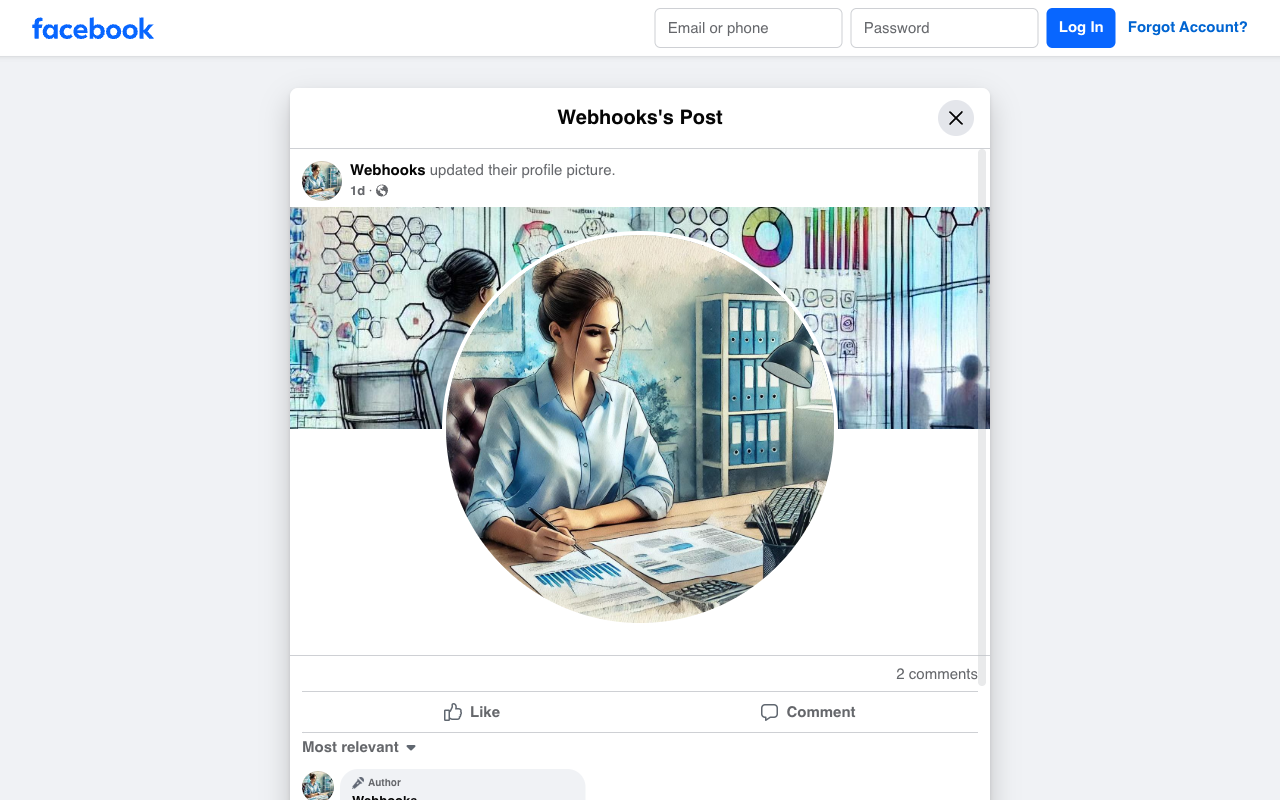 facebook
Email or phone
Password
Log In
Forgot Account?
Webhooks's Post
Webhooks updated their profile picture.
1d ·
2 comments
Like
Comment
Most relevant
Author
Webhooks